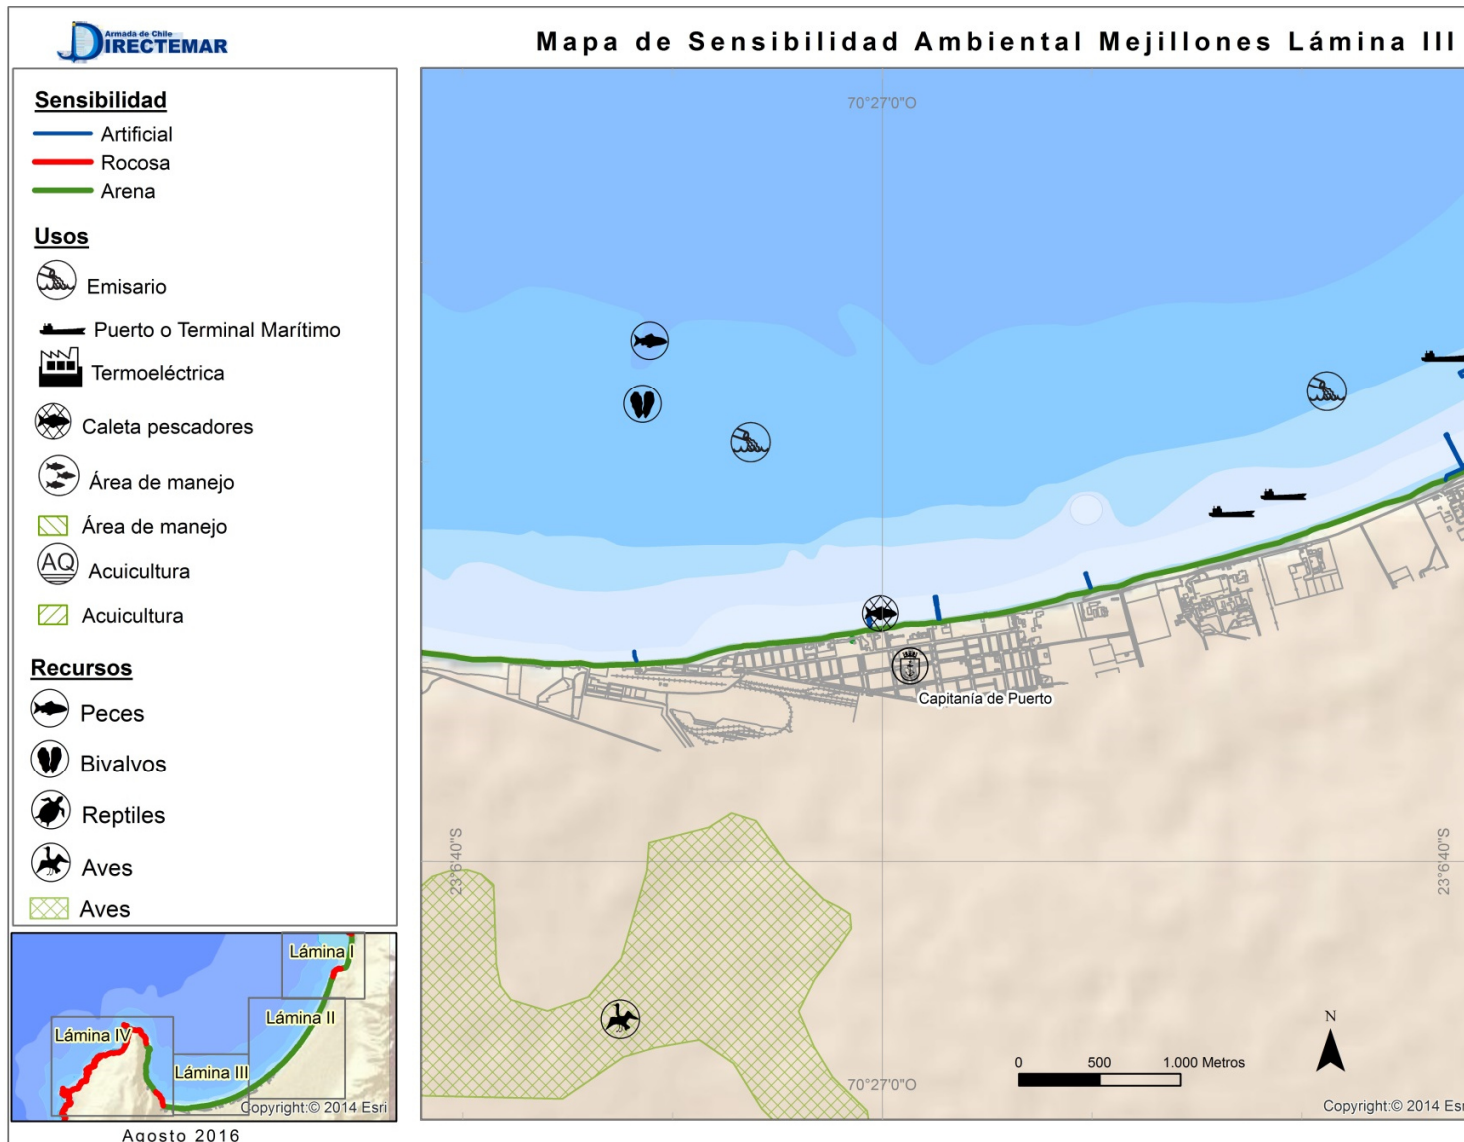 Armada de Chile
DIRECTEMAR
Mapa de Sensibilidad Ambiental Mejillones Lámina III
Sensibilidad
Artificial
Rocosa
Arena
Usos
Emisario
Puerto o Terminal Marítimo
Termoeléctrica
Caleta pescadores
Área de manejo
Área de manejo
AQ
Acuicultura
Acuicultura
Recursos
Peces
Bivalvos
Reptiles
Aves
Aves
Lámina I
Lámina II
Lámina IV
Lámina III
Copyright:© 2014 Esri
Agosto 2016
70°27'0"O
Capitanía de Puerto
23°6'40"S
23°6'40"S
N
0 500 1.000 Metros
70°27'0"O
Copyright:© 2014 Esr